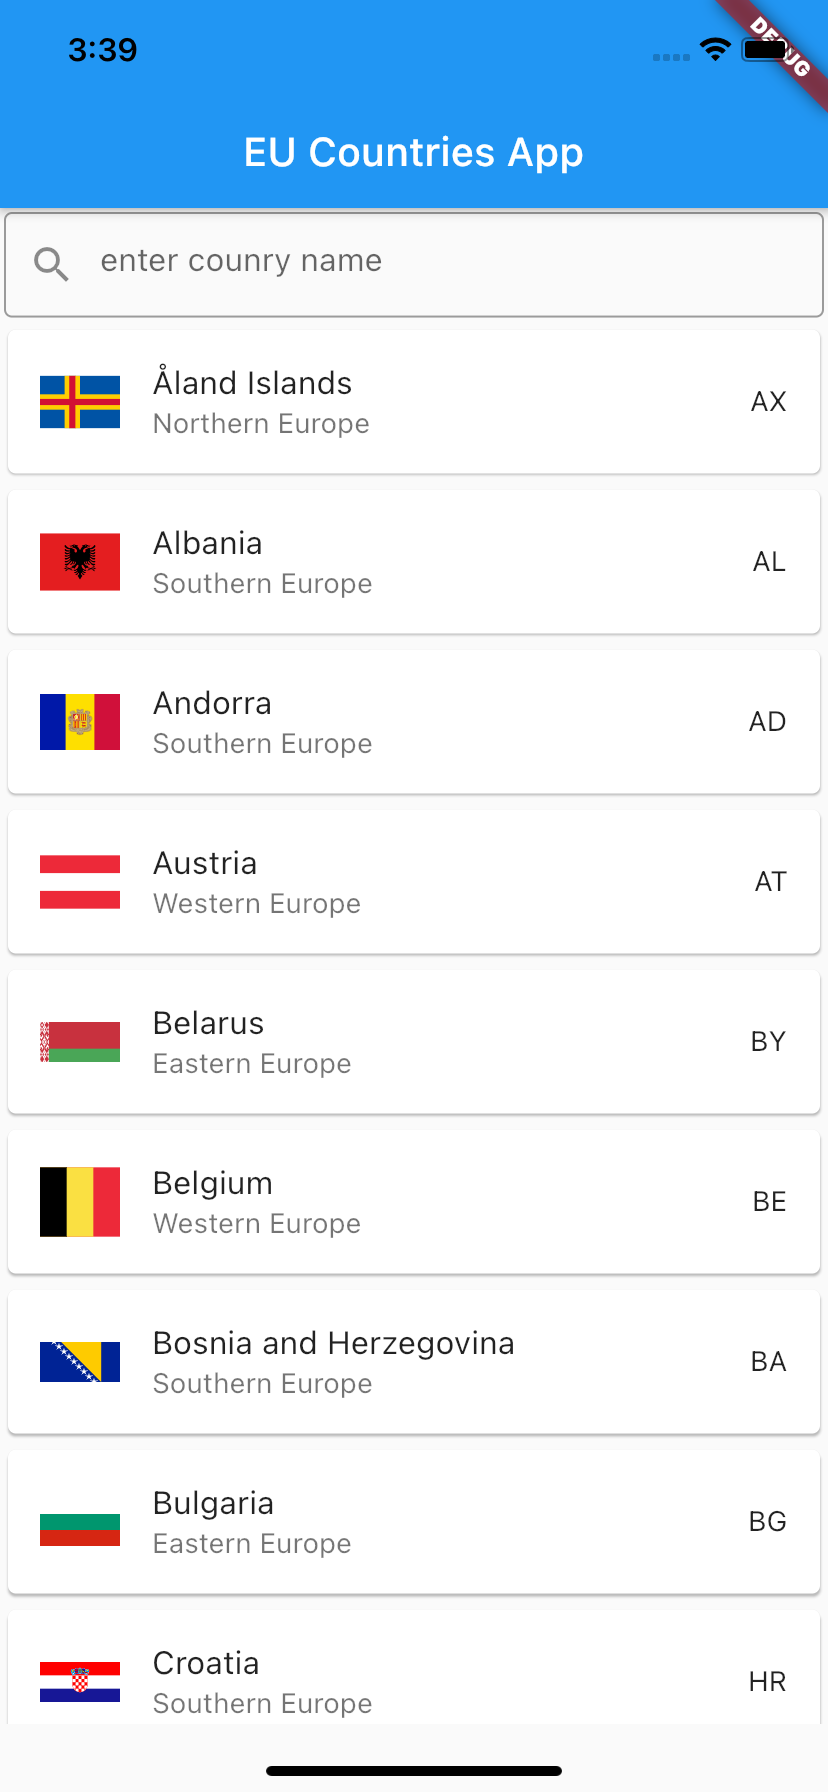 3:39
DEBUG
EU Countries App
enter counry name
Åland Islands
Northern Europe
AX
Albania
Southern Europe
AL
Andorra
Southern Europe
AD
Austria
Western Europe
AT
Belarus
Eastern Europe
BY
Belgium
Western Europe
BE
Bosnia and Herzegovina
Southern Europe
BA
Bulgaria
Eastern Europe
BG
Croatia
Southern Europe
HR